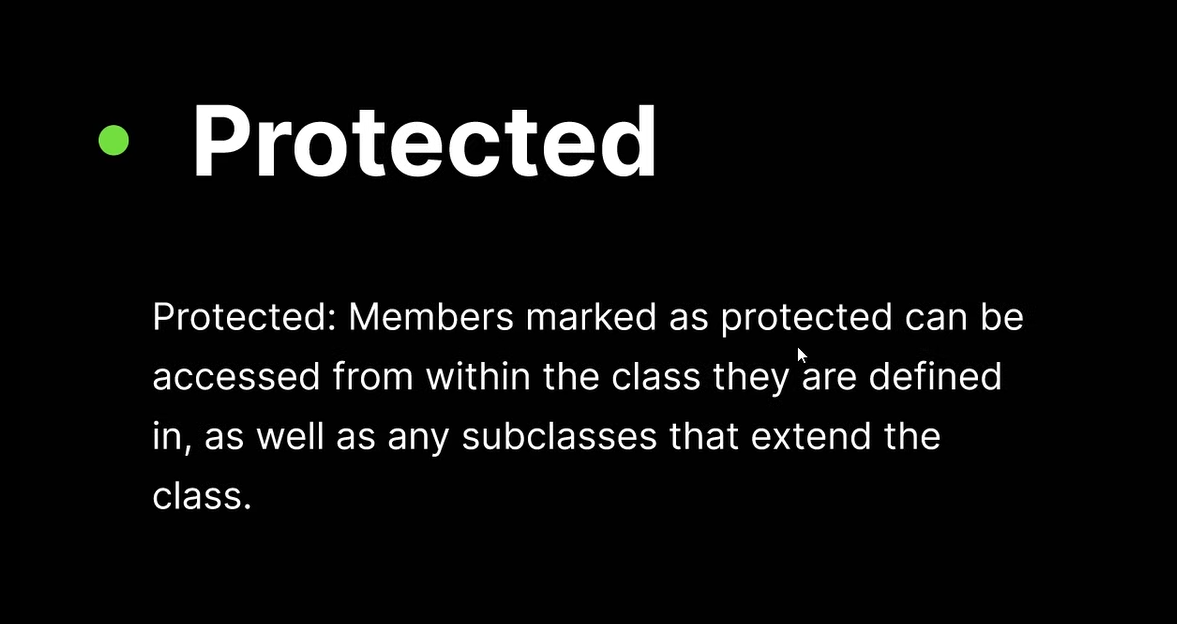 Protected
Protected: Members marked as protected can be
accessed from within the class they are defined
in, as well as any subclasses that extend the
class.